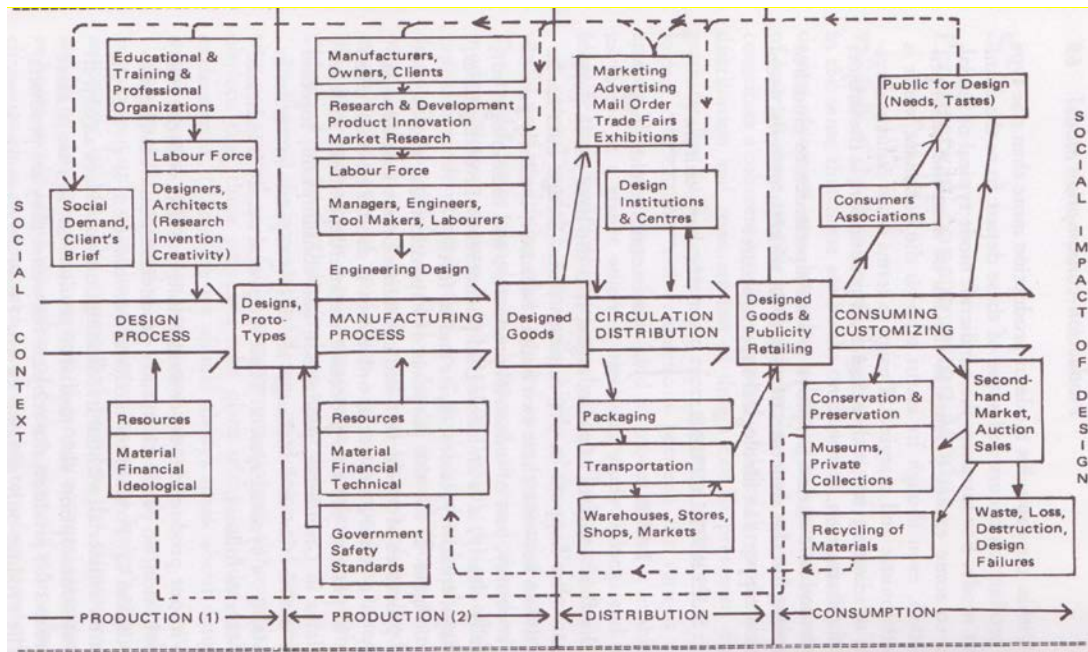 SOCIAL CONTEXT
Educational &
Training &
Professional
Organizations
Labour Force
Designers,
Architects
(Research
Invention
Creativity)
Social
Demand,
Client's
Brief
DESIGN
PROCESS
Resources
Material
Financial
Ideological
Designs,
Proto-
Types
Manufacturers,
Owners, Clients
Research & Development
Product Innovation
Market Research
Labour Force
Managers, Engineers,
Tool Makers, Labourers
Engineering Design
MANUFACTURING
PROCESS
Resources
Material
Financial
Technical
Government
Safety
Standards
Designed
Goods
Marketing
Advertising
Mail Order
Trade Fairs
Exhibitions
Design
Institutions
& Centres
CIRCULATION
DISTRIBUTION
Packaging
Transportation
Warehouses, Stores,
Shops, Markets
Designed
Goods &
Publicity
Retailing
Public for Design
(Needs, Tastes)
Consumers
Associations
CONSUMING
CUSTOMIZING
Conservation &
Preservation
Museums,
Private
Collections
Recycling of
Materials
Second-
hand
Market,
Auction
Sales
Waste, Loss,
Destruction,
Design
Failures
SOCIAL IMPACT OF DESIGN
PRODUCTION (1)
PRODUCTION (2)
DISTRIBUTION
CONSUMPTION